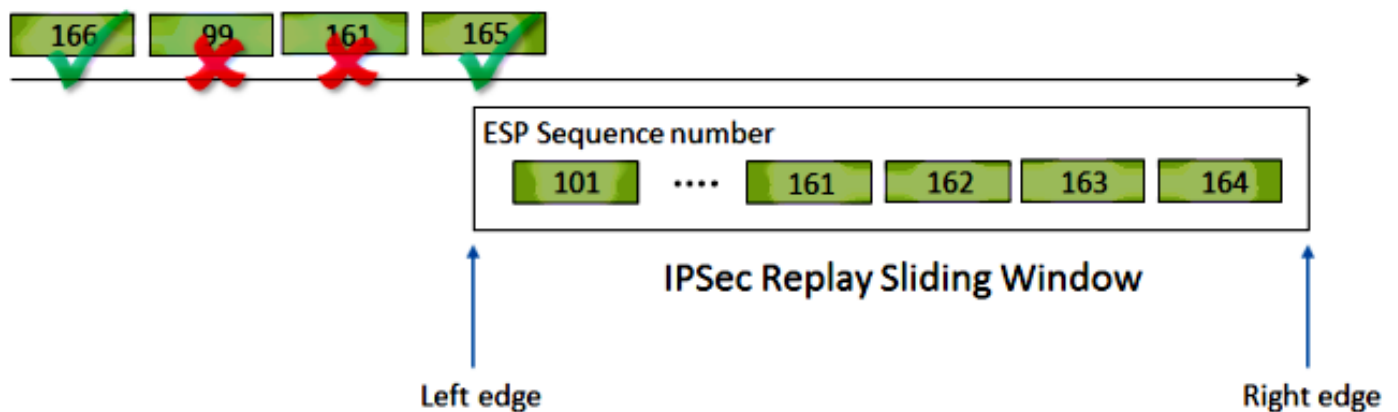 166 99 161 165
ESP Sequence number
101 .... 161 162 163 164
IPSec Replay Sliding Window
Left edge Right edge